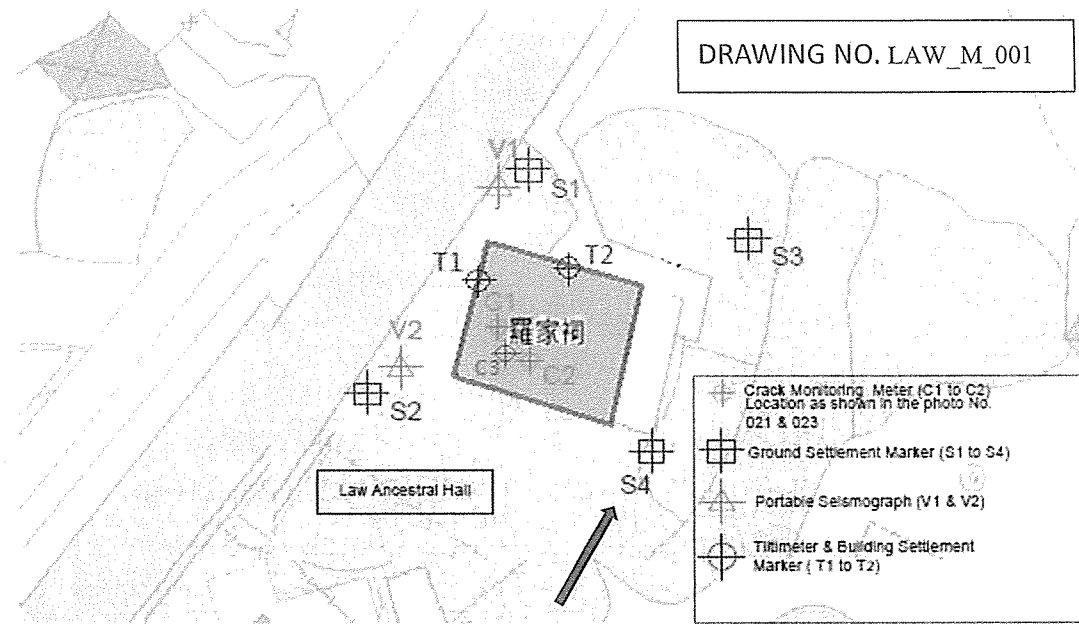 DRAWING NO. LAW_M_001
V1
S1
T1
T2
S3
C1
羅家祠
V2
C3
C2
S2
S4
Law Ancestral Hall
Crack Monitoring Meter (C1 to C2)
Location as shown in the photo No.
021 & 023
Ground Settlement Marker (S1 to S4)
Portable Seismograph (V1 & V2)
Tiltimeter & Building Settlement
Marker ( T1 to T2)